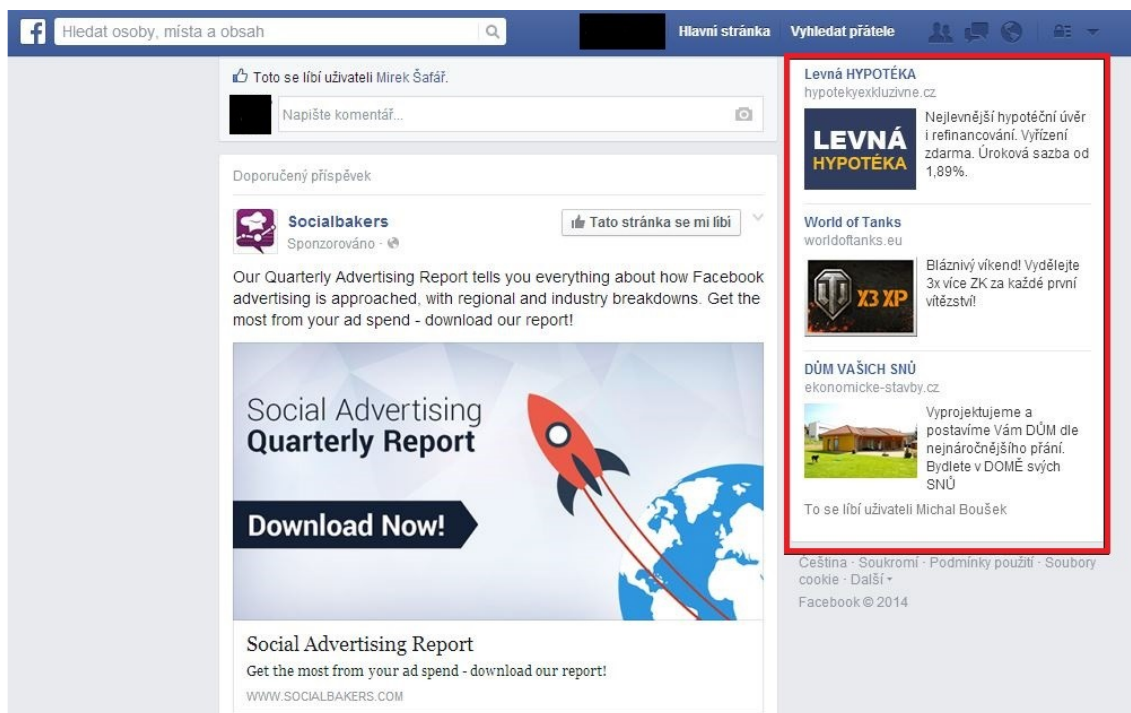 f
Hledat osoby, místa a obsah
Hlavní stránka
Vyhledat přátele
Toto se líbí uživateli Mirek Šafář.
Napište komentář...
Doporučený příspěvek
Socialbakers
Sponzorováno ·
Tato stránka se mi líbí
Our Quarterly Advertising Report tells you everything about how Facebook
advertising is approached, with regional and industry breakdowns. Get the
most from your ad spend - download our report!
Social Advertising
Quarterly Report
Download Now!
Social Advertising Report
Get the most from your ad spend - download our report!
WWW.SOCIALBAKERS.COM
Levná HYPOTÉKA
hypotekyexkluzivne.cz
LEVNÁ
HYPOTÉKA
Nejlevnější hypotéční úvěr
i refinancování. Vyřízení
zdarma. Úroková sazba od
1,89%.
World of Tanks
worldoftanks.eu
X3 XP
Bláznivý víkend! Vydělejte
3x více ZK za každé první
vítězství!
DŮM VAŠICH SNŮ
ekonomicke-stavby.cz
Vyprojektujeme a
postavíme Vám DŮM dle
nejnáročnějšího přání.
Bydlete v DOMĚ svých
SNŮ
To se líbí uživateli Michal Boušek
Čeština · Soukromí · Podmínky použití · Soubory
cookie · Další
Facebook © 2014